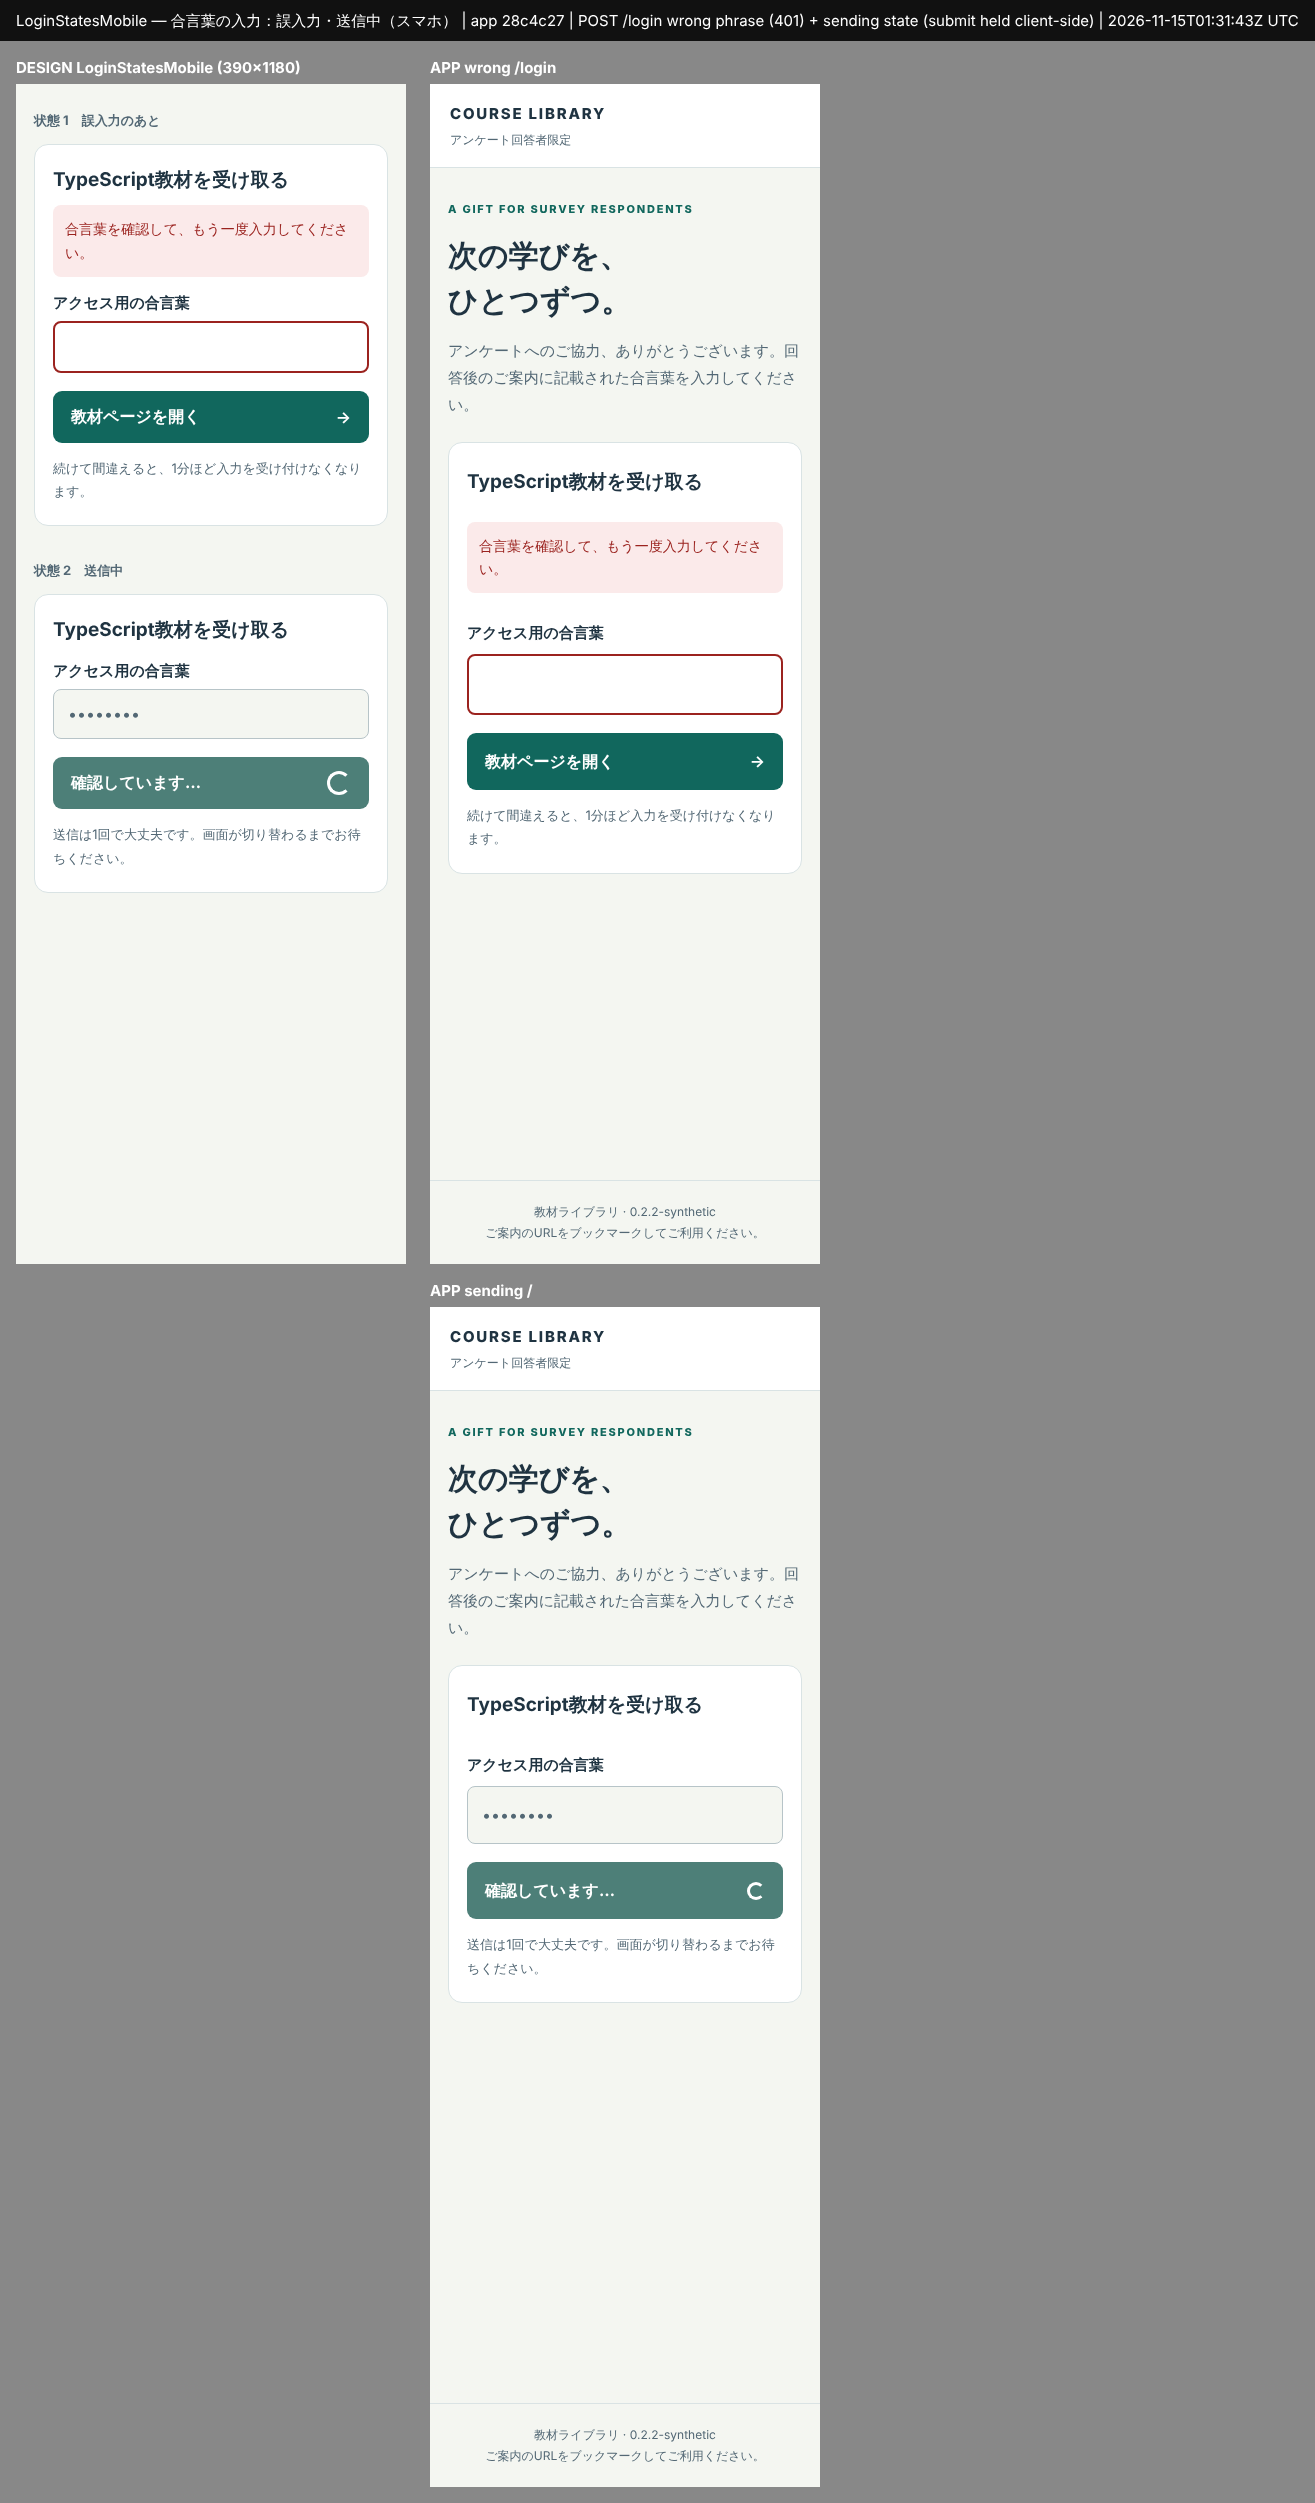 LoginStatesMobile — 合言葉の入力：誤入力・送信中（スマホ） | app 28c4c27 | POST /login wrong phrase (401) + sending state (submit held client-side) | 2026-11-15T01:31:43Z UTC
DESIGN LoginStatesMobile (390×1180)
状態 1　誤入力のあと
TypeScript教材を受け取る
合言葉を確認して、もう一度入力してくださ
い。
アクセス用の合言葉
教材ページを開く →
続けて間違えると、1分ほど入力を受け付けなくなり
ます。
状態 2　送信中
TypeScript教材を受け取る
アクセス用の合言葉
••••••••
確認しています…
送信は1回で大丈夫です。画面が切り替わるまでお待
ちください。
APP wrong /login
COURSE LIBRARY
アンケート回答者限定
A GIFT FOR SURVEY RESPONDENTS
次の学びを、
ひとつずつ。
アンケートへのご協力、ありがとうございます。回
答後のご案内に記載された合言葉を入力してくださ
い。
TypeScript教材を受け取る
合言葉を確認して、もう一度入力してくださ
い。
アクセス用の合言葉
教材ページを開く →
続けて間違えると、1分ほど入力を受け付けなくなり
ます。
教材ライブラリ · 0.2.2-synthetic
ご案内のURLをブックマークしてご利用ください。
APP sending /
COURSE LIBRARY
アンケート回答者限定
A GIFT FOR SURVEY RESPONDENTS
次の学びを、
ひとつずつ。
アンケートへのご協力、ありがとうございます。回
答後のご案内に記載された合言葉を入力してくださ
い。
TypeScript教材を受け取る
アクセス用の合言葉
••••••••
確認しています…
送信は1回で大丈夫です。画面が切り替わるまでお待
ちください。
教材ライブラリ · 0.2.2-synthetic
ご案内のURLをブックマークしてご利用ください。